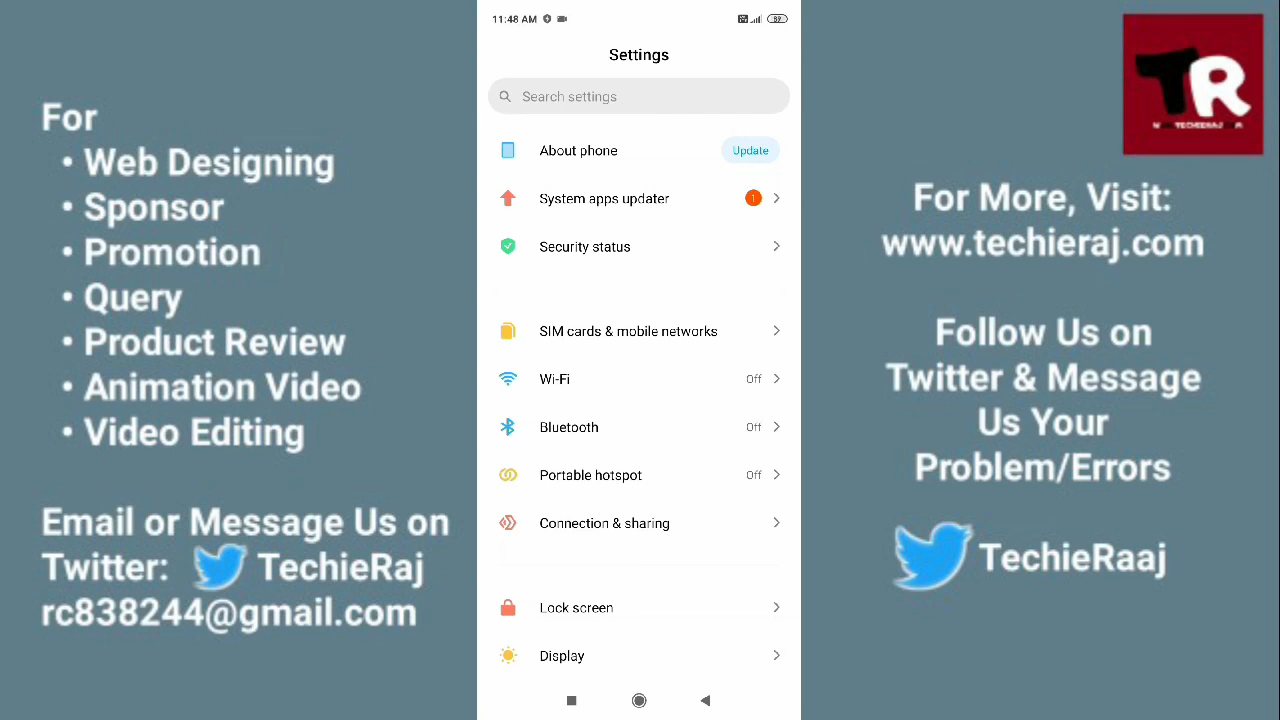 For
• Web Designing
• Sponsor
• Promotion
• Query
• Product Review
• Animation Video
• Video Editing
Email or Message Us on
Twitter: TechieRaj
rc838244@gmail.com
11:48 AM
89
Settings
Search settings
About phone Update
System apps updater 1
Security status
SIM cards & mobile networks
Wi-Fi Off
Bluetooth Off
Portable hotspot Off
Connection & sharing
Lock screen
Display
TR
For More, Visit:
www.techieraj.com
Follow Us on
Twitter & Message
Us Your
Problem/Errors
TechieRaaj